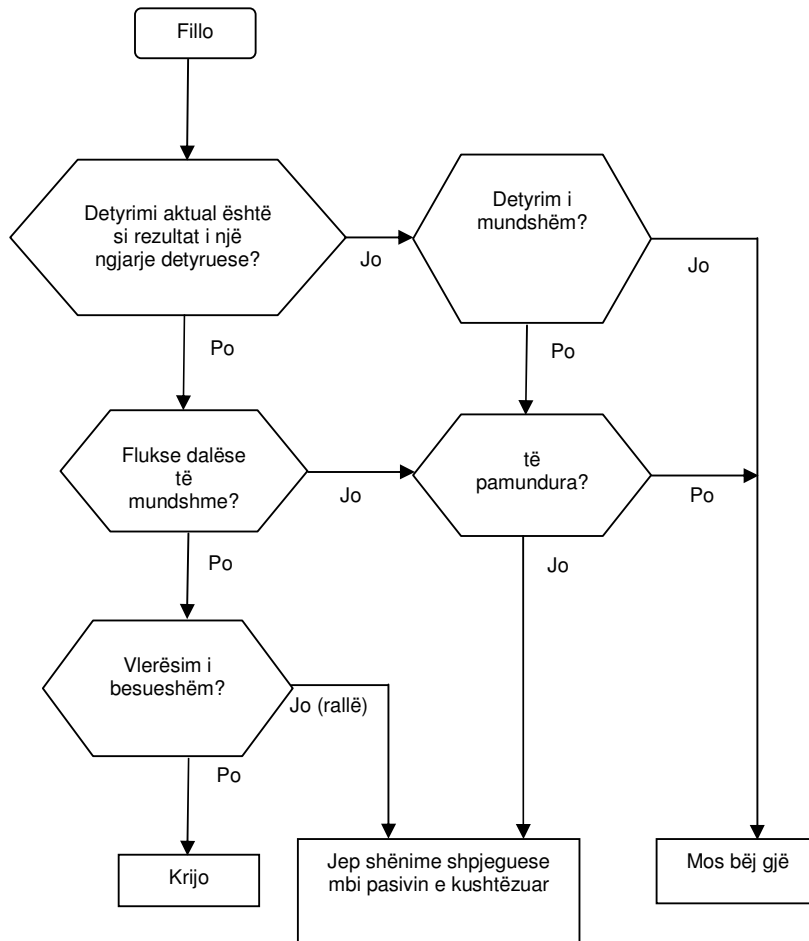 Fillo
Detyrimi aktual është
si rezultat i një
ngjarje detyruese?
Jo
Detyrim i
mundshëm?
Jo
Po
Po
Flukse dalëse
të
mundshme?
Jo
të
pamundura?
Po
Po
Jo
Vlerësim i
besueshëm?
Jo (rallë)
Po
Krijo
Jep shënime shpjeguese
mbi pasivin e kushtëzuar
Mos bëj gjë